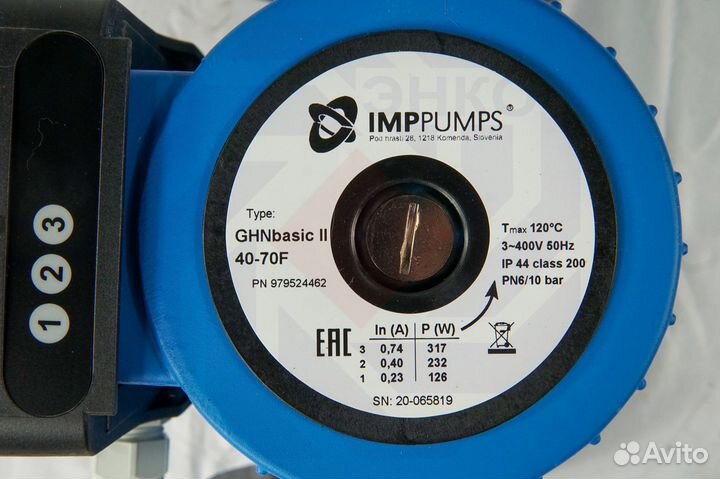 ЭНКО
IMPPUMPS®
Pod hrasti 28, 1218 Komenda, Slovenia
Type:
GHNbasic II
40-70F
PN 979524462
Tmax 120°C
3~400V 50Hz
IP 44 class 200
PN6/10 bar
EAC
In (A) P (W)
3 0,74 317
2 0,40 232
1 0,23 126
SN: 20-065819
1 2 3
Avito